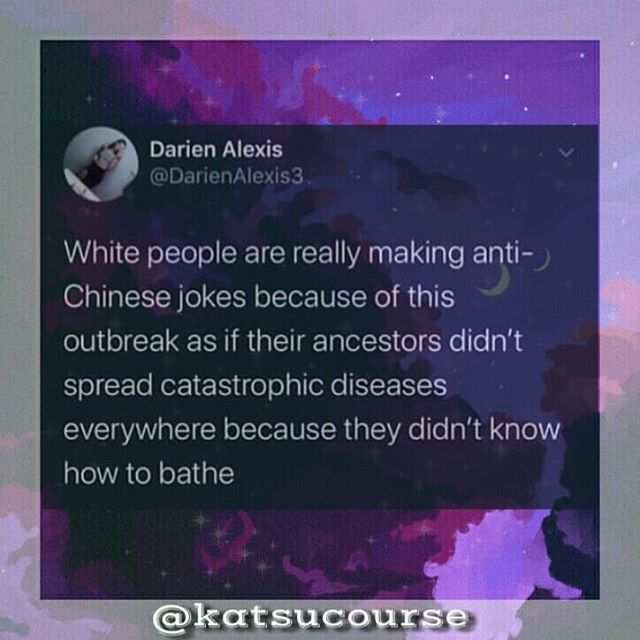 Darien Alexis
@DarienAlexis3
White people are really making anti-
Chinese jokes because of this
outbreak as if their ancestors didn't
spread catastrophic diseases
everywhere because they didn't know
how to bathe
@katsucourse